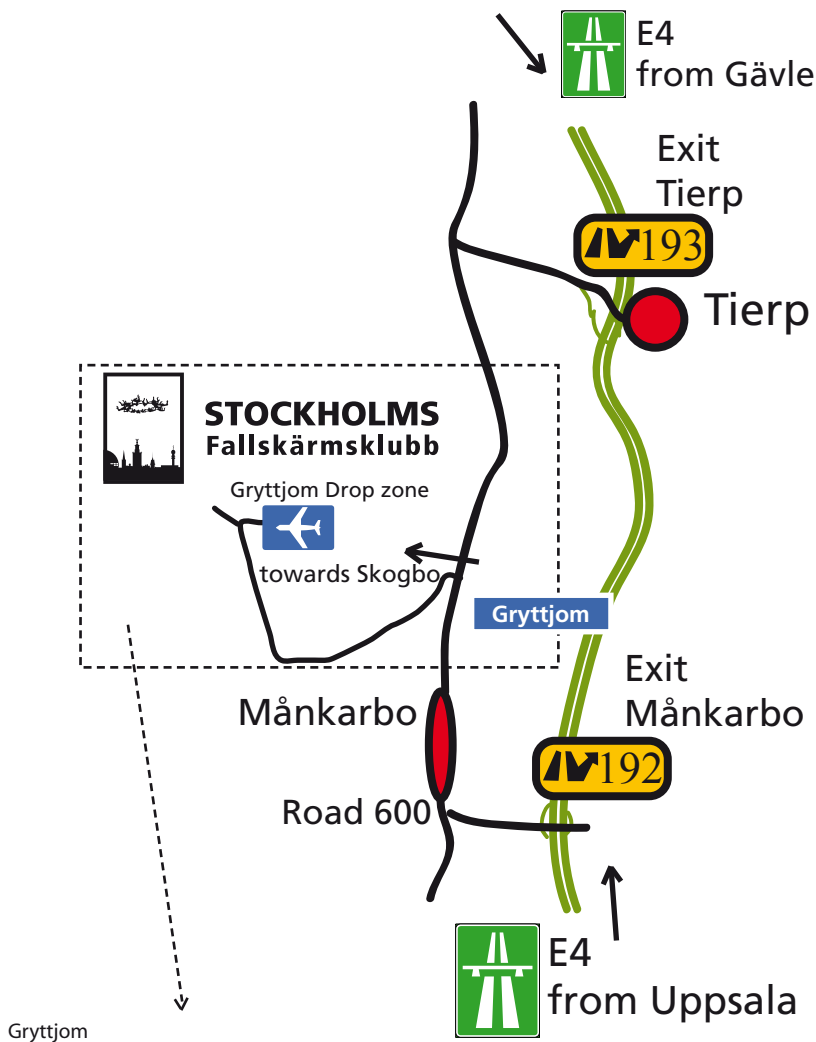 E4
from Gävle
Exit
Tierp
193
Tierp
STOCKHOLMS
Fallskärmsklubb
Gryttjom Drop zone
towards Skogbo
Gryttjom
Exit
Månkarbo
Månkarbo
192
Road 600
E4
from Uppsala
Gryttjom